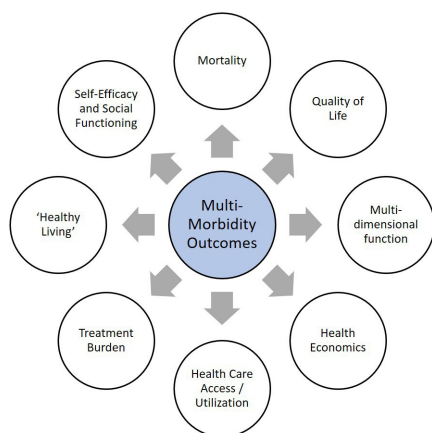 Mortality
Quality of
Life
Multi-
dimensional
function
Health
Economics
Health Care
Access /
Utilization
Treatment
Burden
‘Healthy
Living’
Self-Efficacy
and Social
Functioning
Multi-
Morbidity
Outcomes